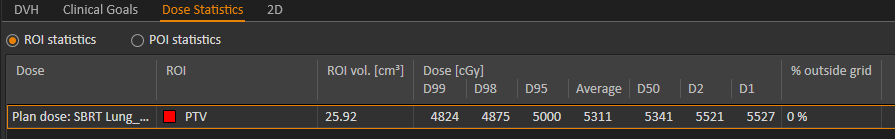 DVH Clinical Goals Dose Statistics 2D
ROI statistics POI statistics
Dose ROI ROI vol. [cm³] Dose [cGy] % outside grid
D99 D98 D95 Average D50 D2 D1
Plan dose: SBRT Lung_... PTV 25.92 4824 4875 5000 5311 5341 5521 5527 0 %